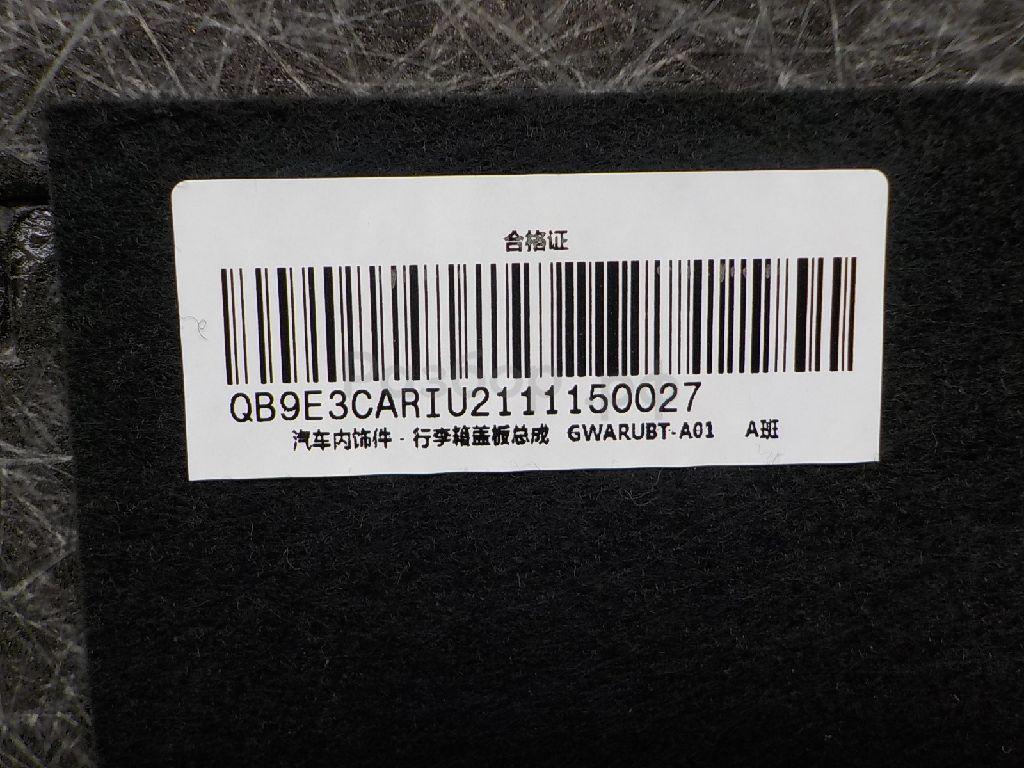 合格证
QB9E3CARIU2111150027
汽车内饰件 - 行李箱盖板总成 GWARUBT-A01 A班